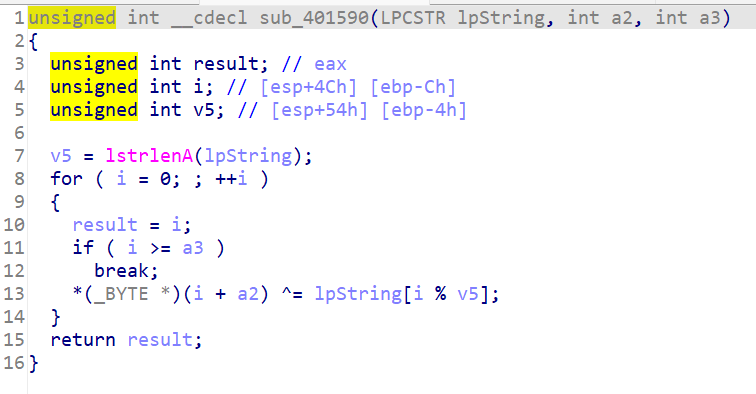 1 unsigned int __cdecl sub_401590(LPCSTR lpString, int a2, int a3)
2 {
3   unsigned int result; // eax
4   unsigned int i; // [esp+4Ch] [ebp-Ch]
5   unsigned int v5; // [esp+54h] [ebp-4h]
6
7   v5 = lstrlenA(lpString);
8   for ( i = 0; ; ++i )
9   {
10     result = i;
11     if ( i >= a3 )
12       break;
13     *(_BYTE *)(i + a2) ^= lpString[i % v5];
14   }
15   return result;
16 }